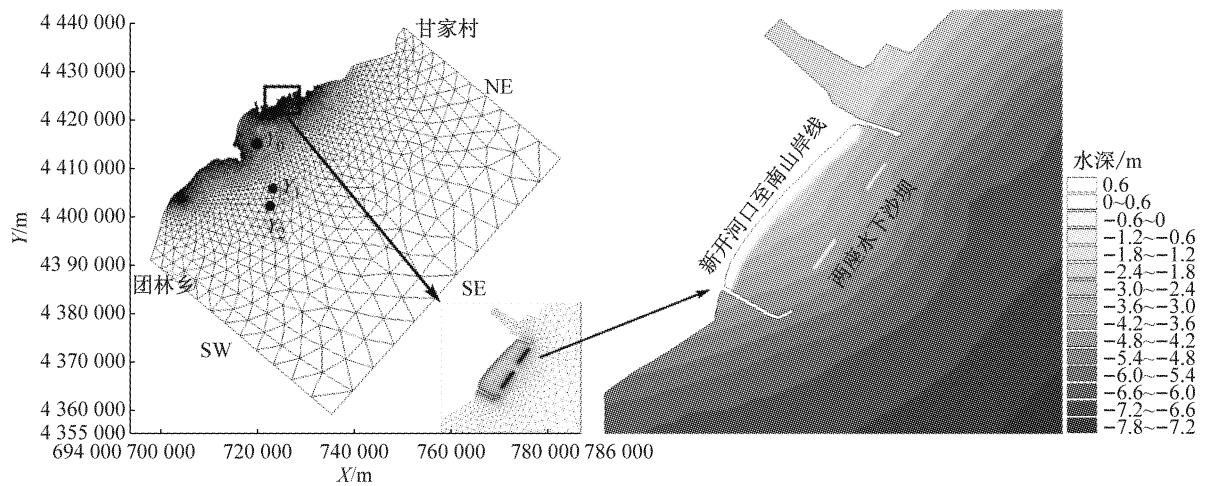 4 440 000
4 430 000
4 420 000
4 410 000
4 400 000
4 390 000
4 380 000
4 370 000
4 360 000
4 355 000
Y/m
694 000 700 000 720 000 740 000 760 000 780 000 786 000
X/m
甘家村
NE
Y₀
Y₁
Y₂
团林乡
SE
SW
新开河口至南山岸线
两座水下沙坝
水深/m
0.6
0~0.6
-0.6~0
-1.2~-0.6
-1.8~-1.2
-2.4~-1.8
-3.0~-2.4
-3.6~-3.0
-4.2~-3.6
-4.8~-4.2
-5.4~-4.8
-6.0~-5.4
-6.6~-6.0
-7.2~-6.6
-7.8~-7.2